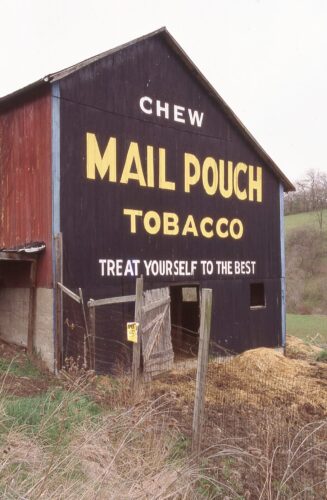 CHEW
MAIL POUCH
TOBACCO
TREAT YOURSELF TO THE BEST